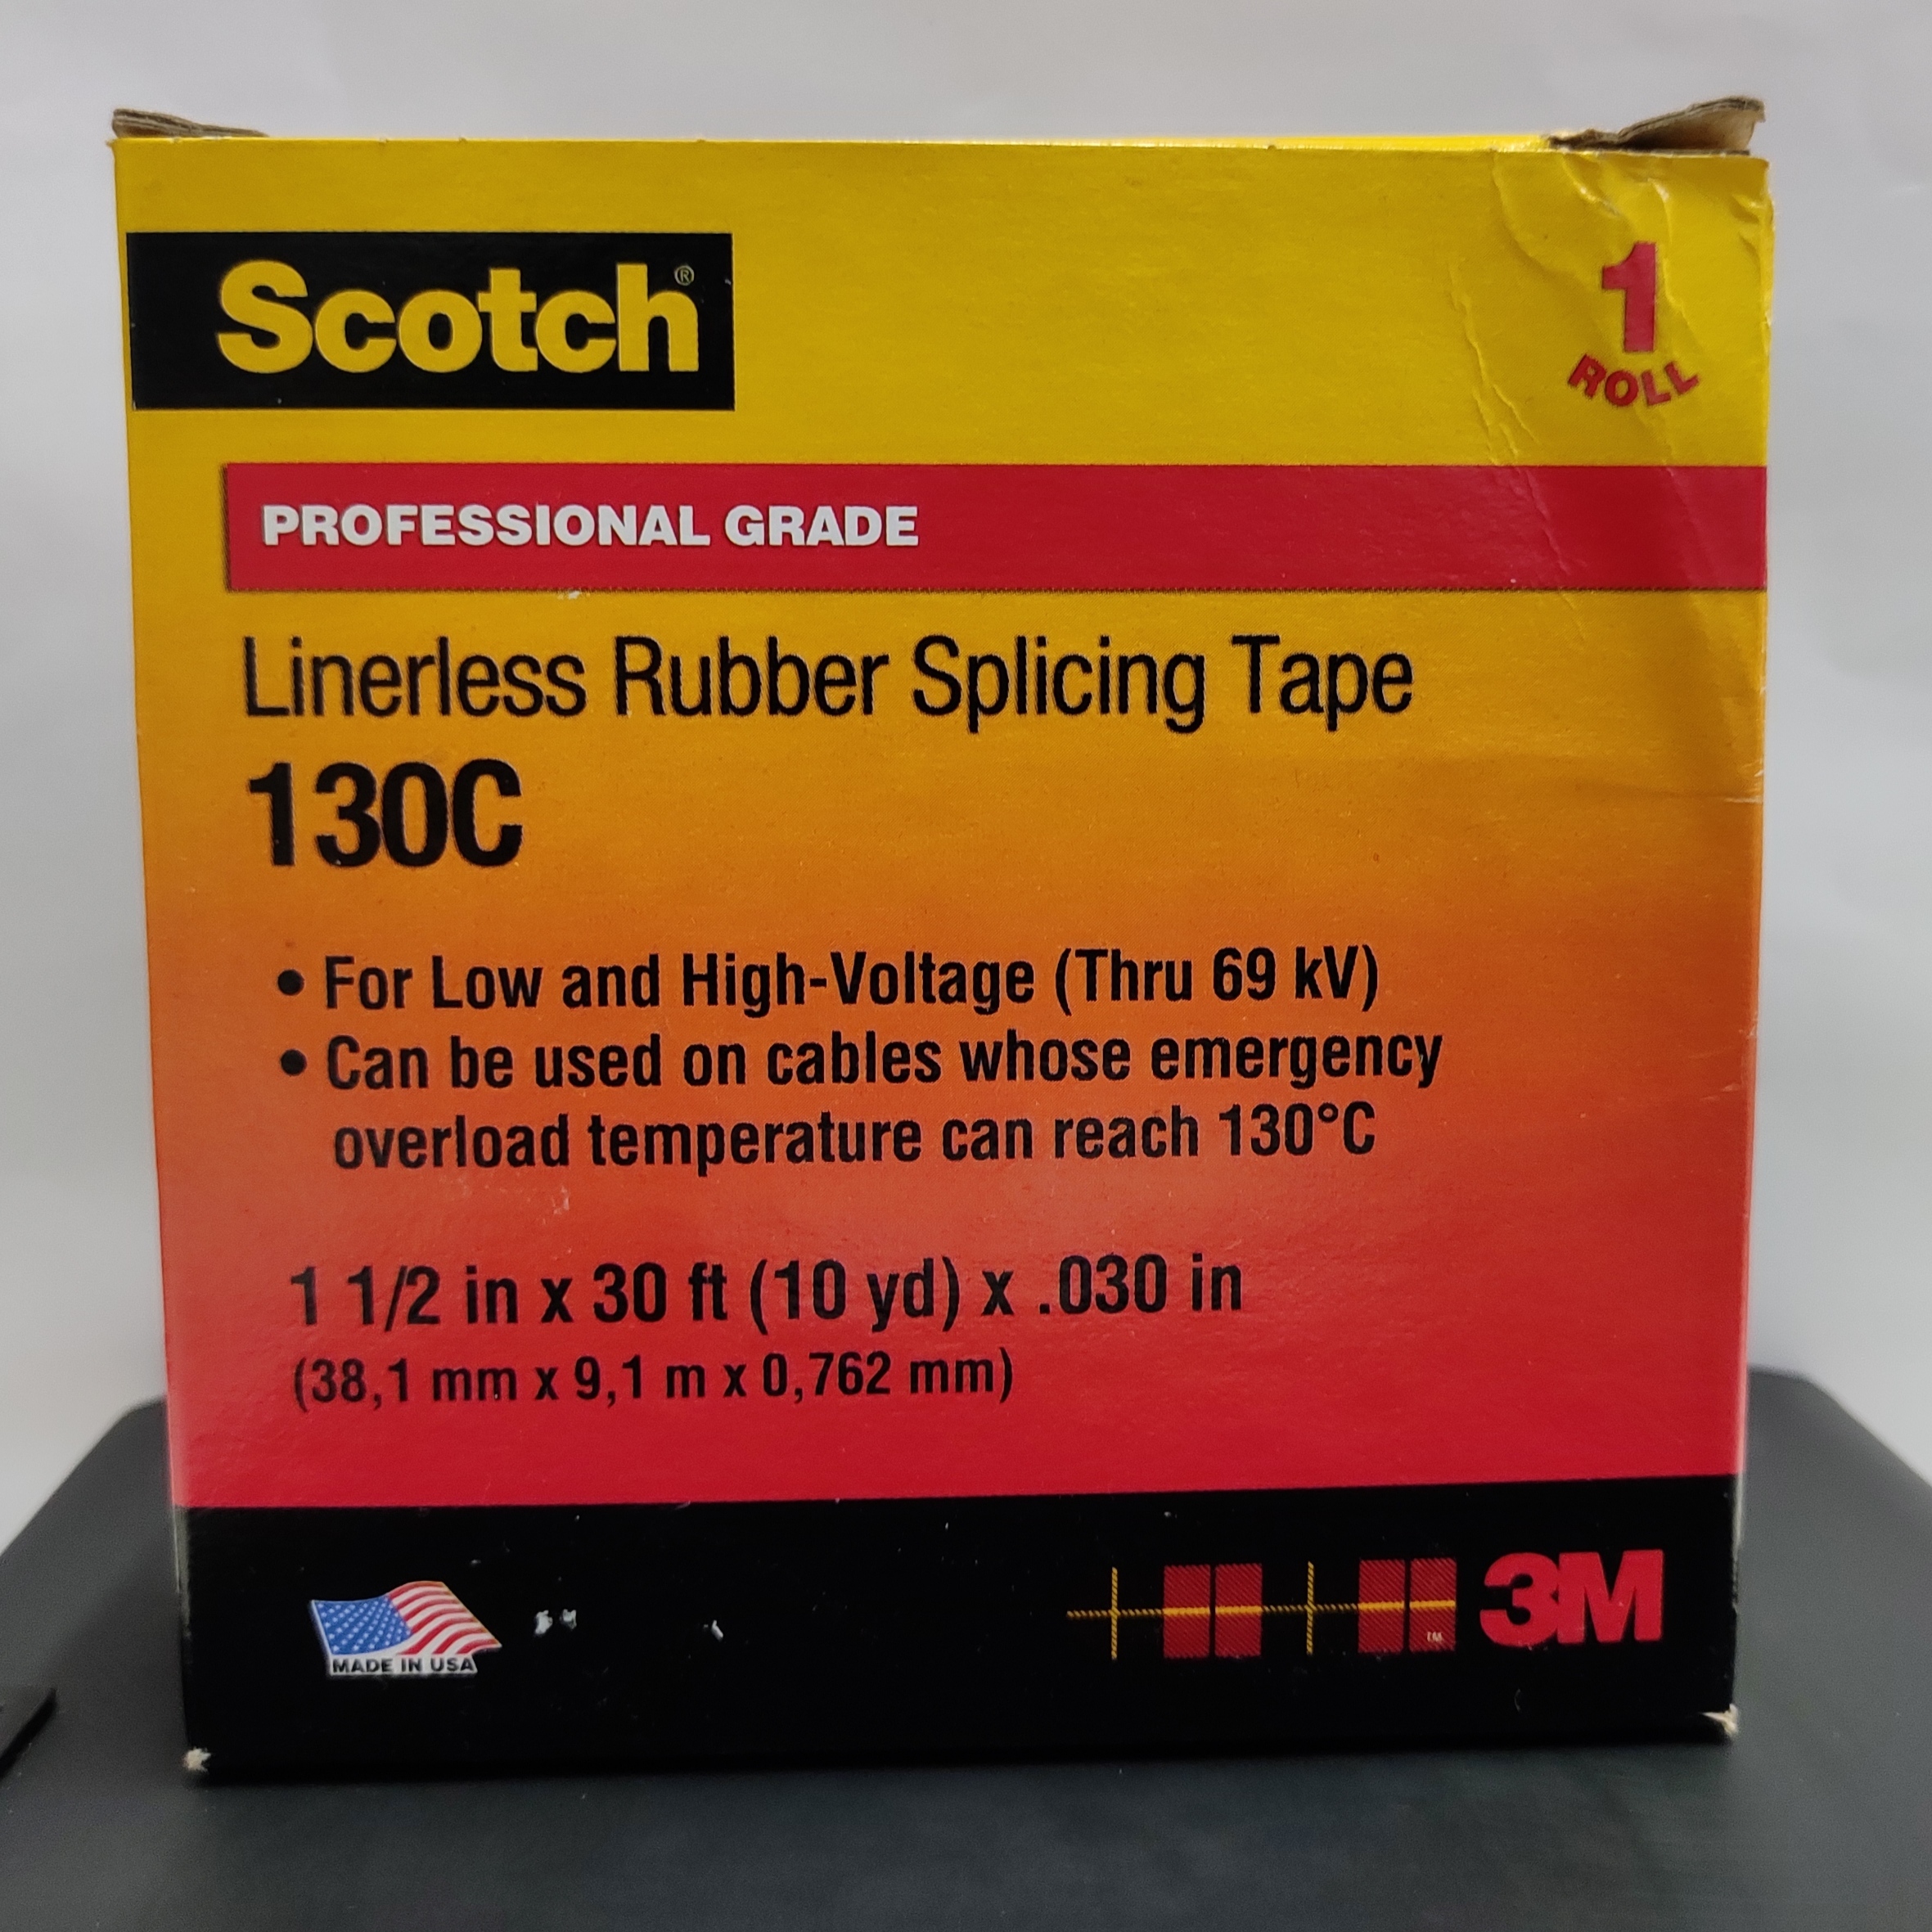 Scotch®
1
ROLL
PROFESSIONAL GRADE
Linerless Rubber Splicing Tape
130C
• For Low and High-Voltage (Thru 69 kV)
• Can be used on cables whose emergency
overload temperature can reach 130°C
1 1/2 in x 30 ft (10 yd) x .030 in
(38,1 mm x 9,1 m x 0,762 mm)
MADE IN USA
TM
3M